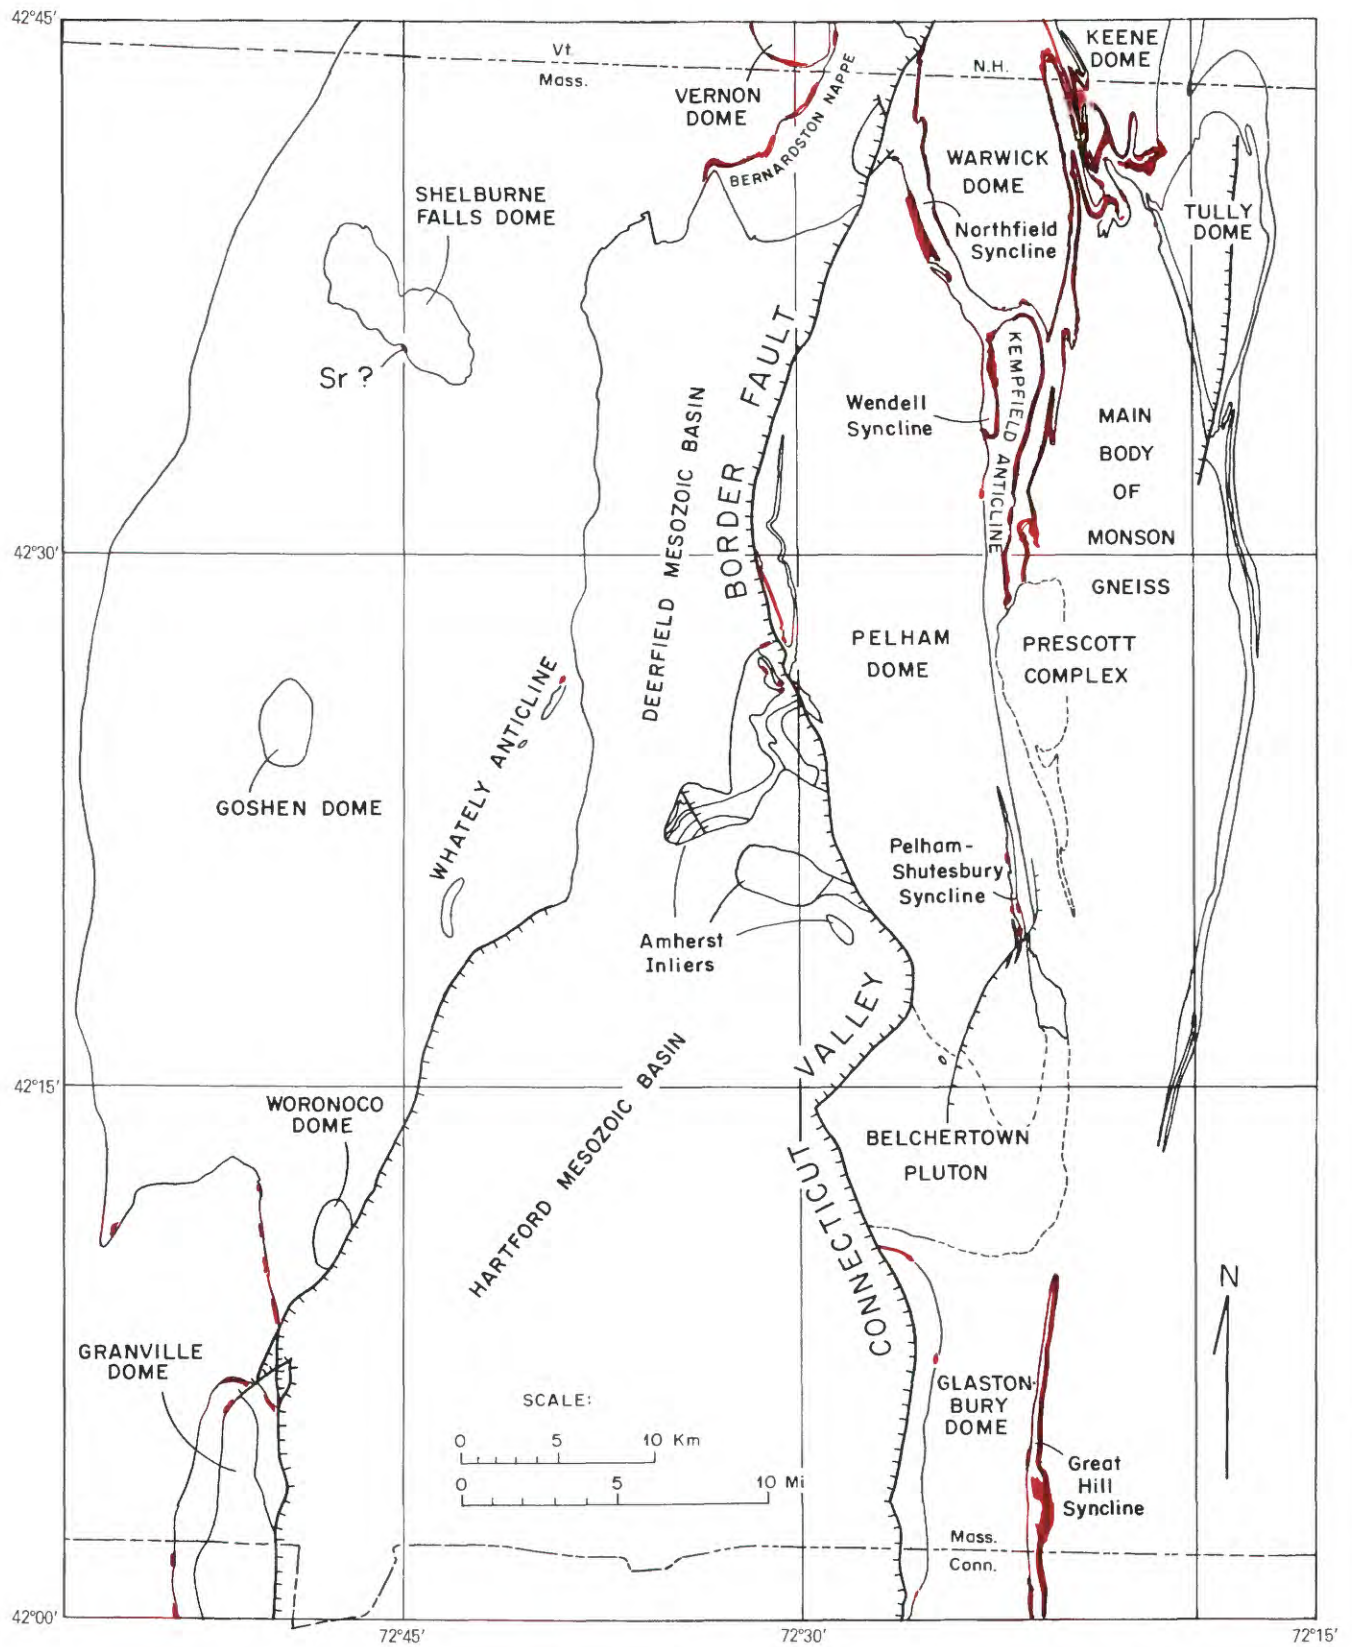 42°45'
Vt.
Mass.
N.H.
KEENE
DOME
VERNON
DOME
BERNARDSTON NAPPE
WARWICK
DOME
SHELBURNE
FALLS DOME
TULLY
DOME
Northfield
Syncline
Sr ?
KEMPFIELD ANTICLINE
Wendell
Syncline
MAIN
BODY
OF
MONSON
GNEISS
BORDER FAULT
DEERFIELD MESOZOIC BASIN
42°30'
PELHAM
DOME
PRESCOTT
COMPLEX
WHATELY ANTICLINE
GOSHEN DOME
Pelham-
Shutesbury
Syncline
Amherst
Inliers
CONNECTICUT VALLEY
HARTFORD MESOZOIC BASIN
42°15'
WORONOCO
DOME
BELCHERTOWN
PLUTON
N
GRANVILLE
DOME
SCALE:
0 5 10 Km
0 5 10 Mi
GLASTON-
BURY
DOME
Great
Hill
Syncline
Mass.
Conn.
42°00'
72°45'
72°30'
72°15'